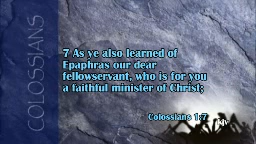 COLOSSIANS
7 As ye also learned of
Epaphras our dear
fellowservant, who is for you
a faithful minister of Christ;
Colossians 1:7
kjv